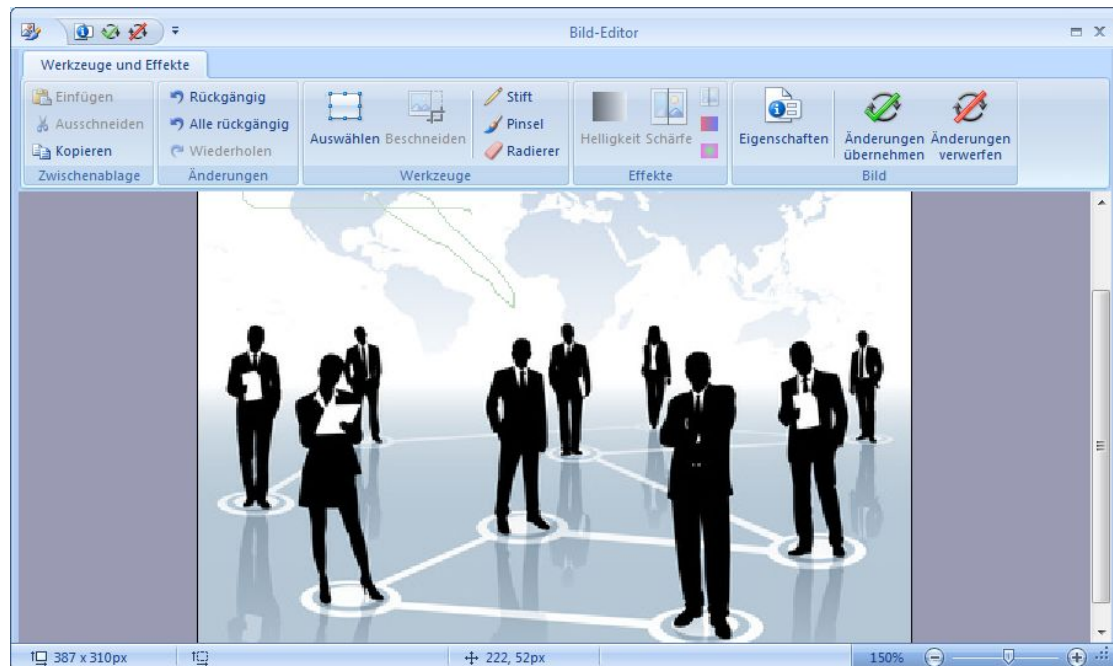 Bild-Editor
Werkzeuge und Effekte
Einfügen
Ausschneiden
Kopieren
Zwischenablage
Rückgängig
Alle rückgängig
Wiederholen
Änderungen
Auswählen
Beschneiden
Stift
Pinsel
Radierer
Werkzeuge
Helligkeit
Schärfe
Effekte
Eigenschaften
Änderungen
übernehmen
Änderungen
verwerfen
Bild
387 x 310px
222, 52px
150%